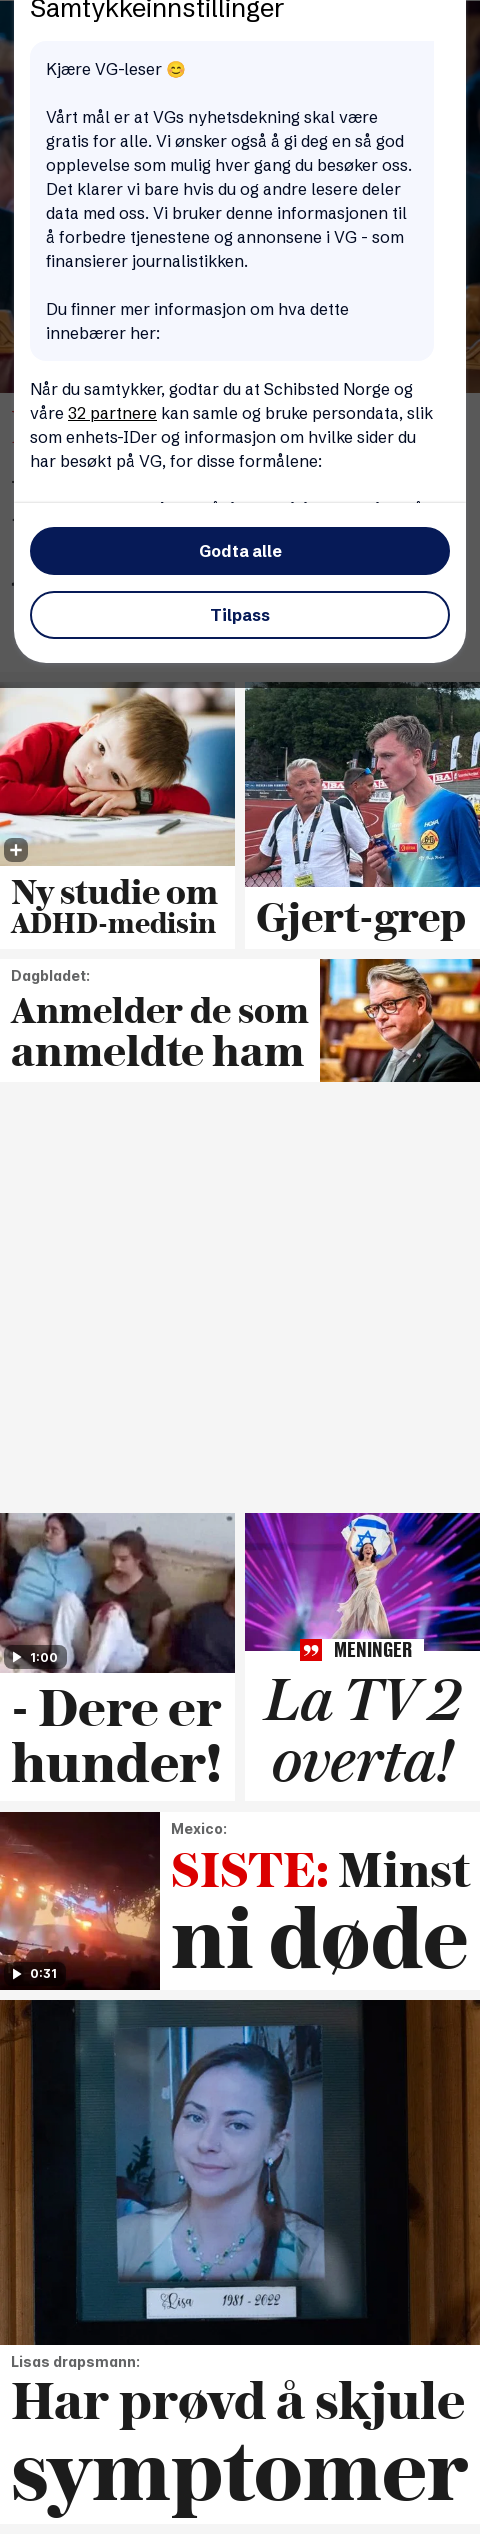 Samtykkeinnstillinger
Kjære VG-leser 😊
Vårt mål er at VGs nyhetsdekning skal være
gratis for alle. Vi ønsker også å gi deg en så god
opplevelse som mulig hver gang du besøker oss.
Det klarer vi bare hvis du og andre lesere deler
data med oss. Vi bruker denne informasjonen til
å forbedre tjenestene og annonsene i VG - som
finansierer journalistikken.
Du finner mer informasjon om hva dette
innebærer her:
Når du samtykker, godtar du at Schibsted Norge og
våre 32 partnere kan samle og bruke persondata, slik
som enhets-IDer og informasjon om hvilke sider du
har besøkt på VG, for disse formålene:
Godta alle
Tilpass
Ny studie om
ADHD-medisin
Gjert-grep
Dagbladet:
Anmelder de som
anmeldte ham
1:00
- Dere er
hunder!
MENINGER
La TV 2
overta!
Mexico:
SISTE: Minst
ni døde
0:31
Lisa 1981 - 2022
Lisas drapsmann:
Har prøvd å skjule
symptomer